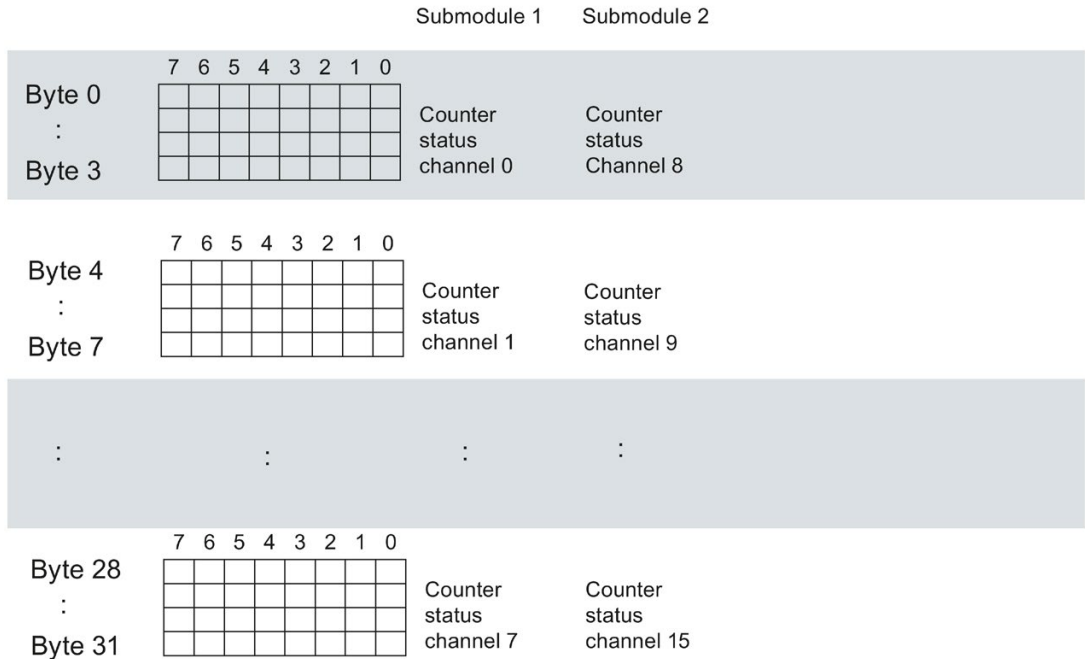 Submodule 1 Submodule 2
7 6 5 4 3 2 1 0
Byte 0
:
Byte 3
Counter
status
channel 0
Counter
status
Channel 8
7 6 5 4 3 2 1 0
Byte 4
:
Byte 7
Counter
status
channel 1
Counter
status
channel 9
: : : :
7 6 5 4 3 2 1 0
Byte 28
:
Byte 31
Counter
status
channel 7
Counter
status
channel 15